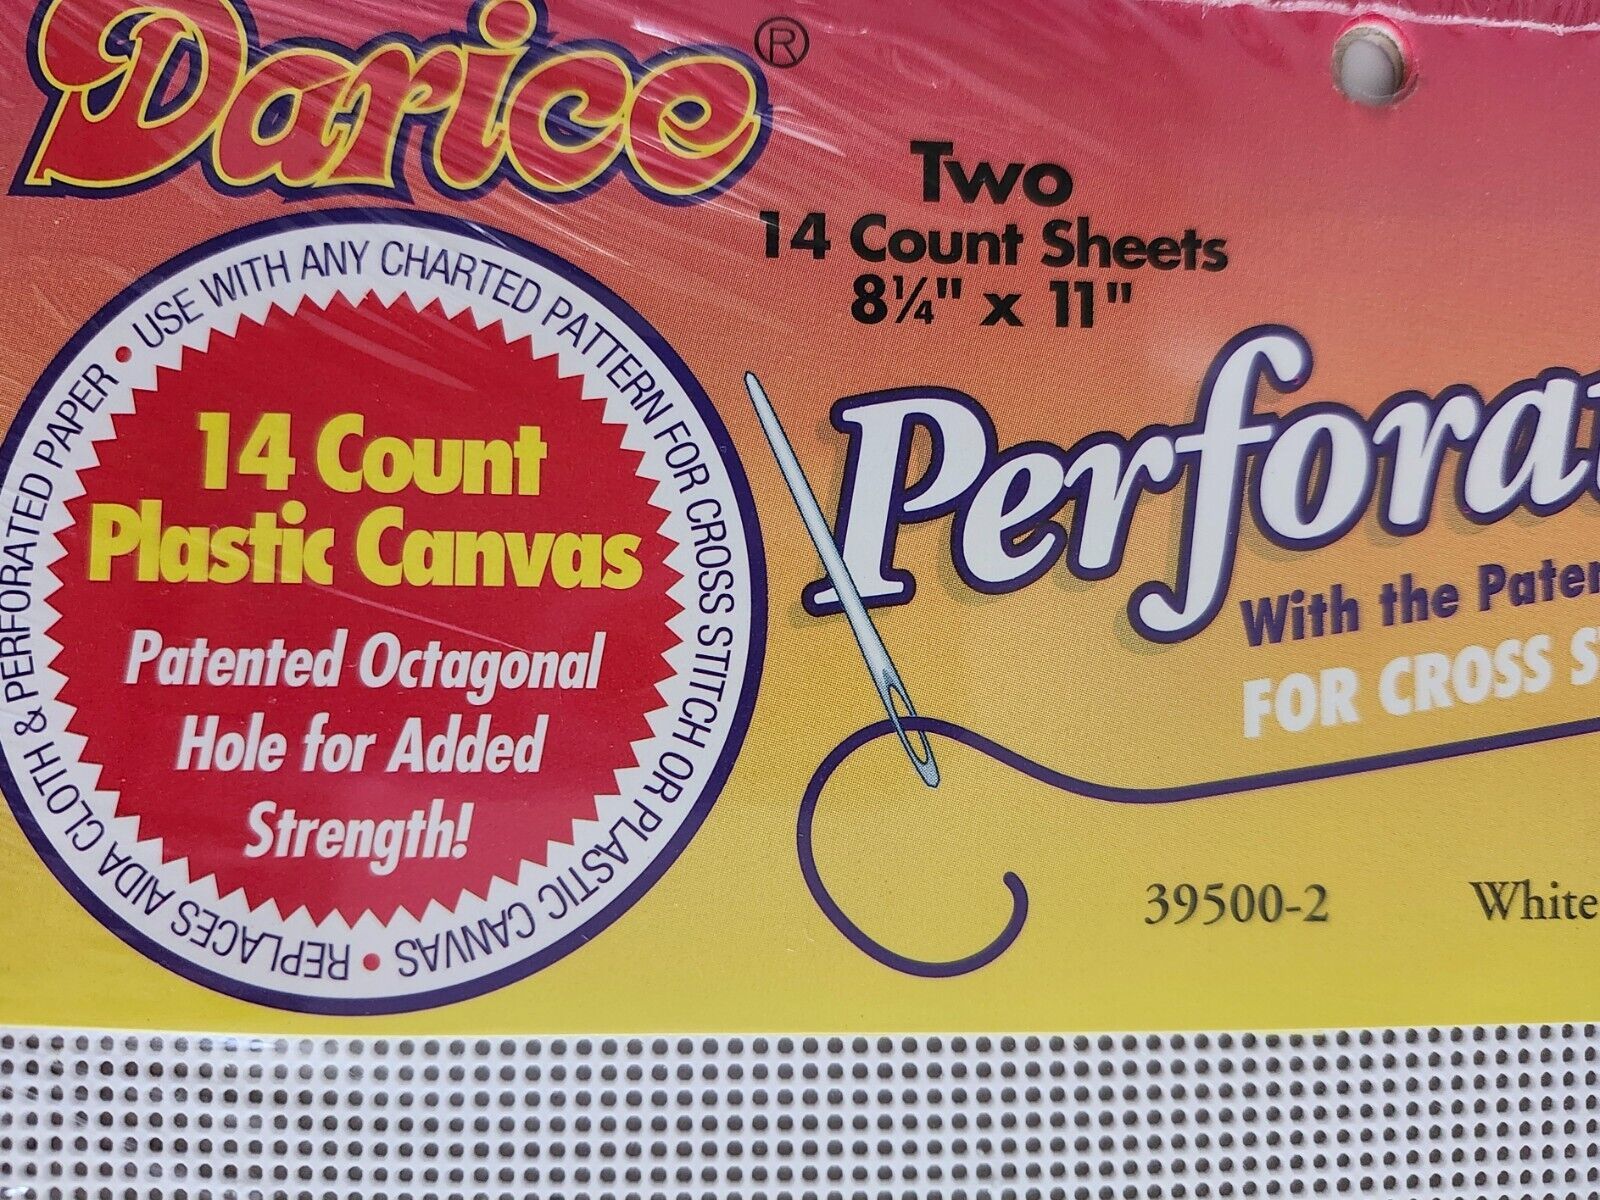 Darice®
Two
14 Count Sheets
8¼" x 11"
USE WITH ANY CHARTED PATTERN FOR CROSS STITCH OR PLASTIC CANVAS • REPLACES AIDA CLOTH & PERFORATED PAPER •
14 Count
Plastic Canvas
Patented Octagonal
Hole for Added
Strength!
Perfora
With the Paten
FOR CROSS S
39500-2
White